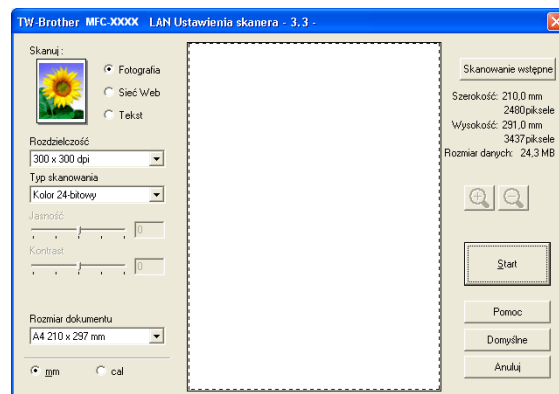 TW-Brother MFC-XXXX LAN Ustawienia skanera - 3.3 -
Skanuj :
Fotografia
Sieć Web
Tekst
Rozdzielczość
300 x 300 dpi
Typ skanowania
Kolor 24-bitowy
Jasność
0
Kontrast
0
Rozmiar dokumentu
A4 210 x 297 mm
mm
cal
Skanowanie wstępne
Szerokość: 210,0 mm
2480piksele
Wysokość: 291,0 mm
3437piksele
Rozmiar danych: 24,3 MB
Start
Pomoc
Domyślne
Anuluj